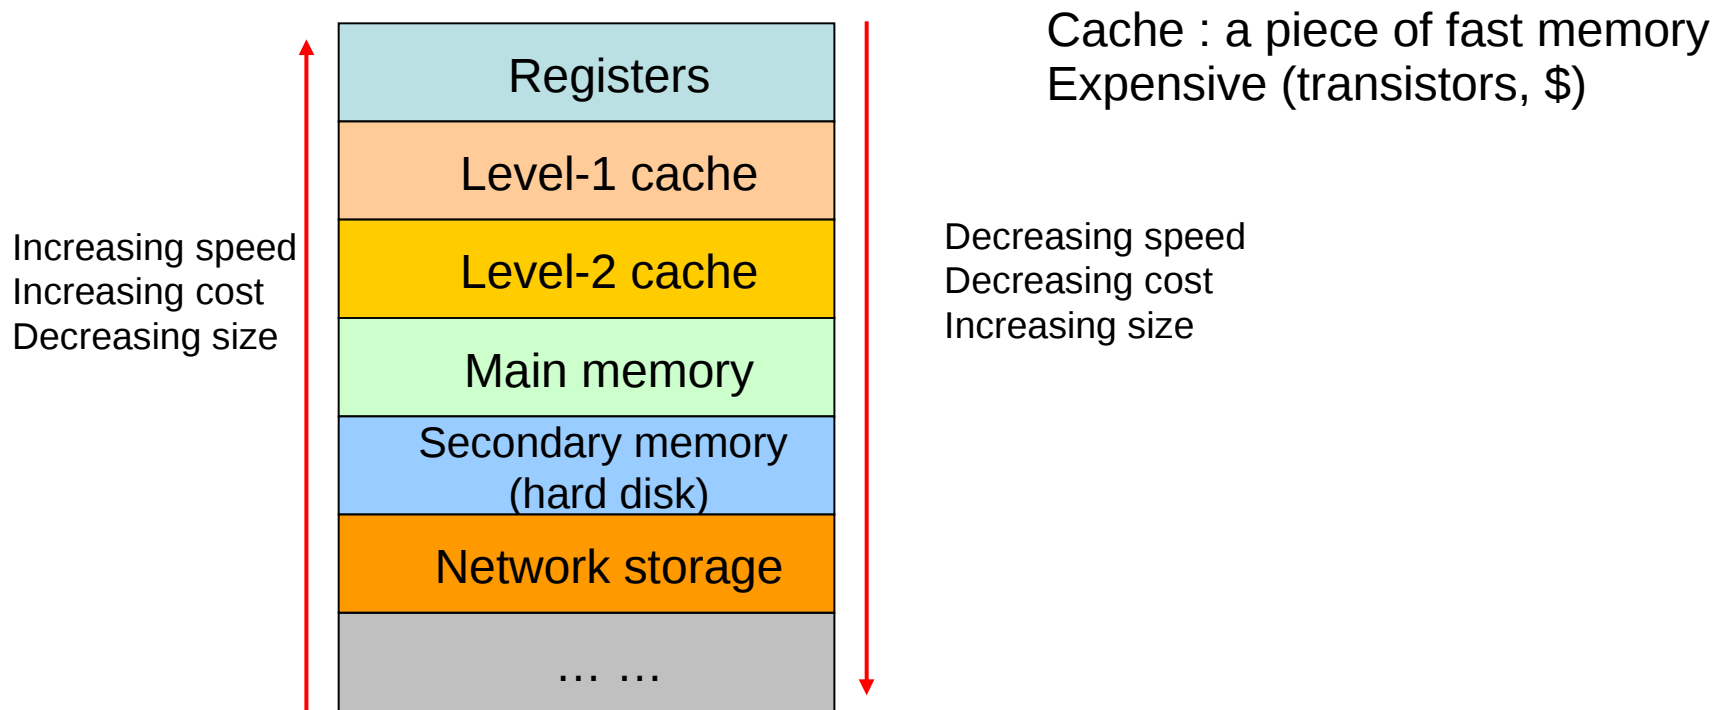 Cache : a piece of fast memory
Expensive (transistors, $)
Registers
Level-1 cache
Level-2 cache
Main memory
Secondary memory
(hard disk)
Network storage
... ...
Increasing speed
Increasing cost
Decreasing size
Decreasing speed
Decreasing cost
Increasing size